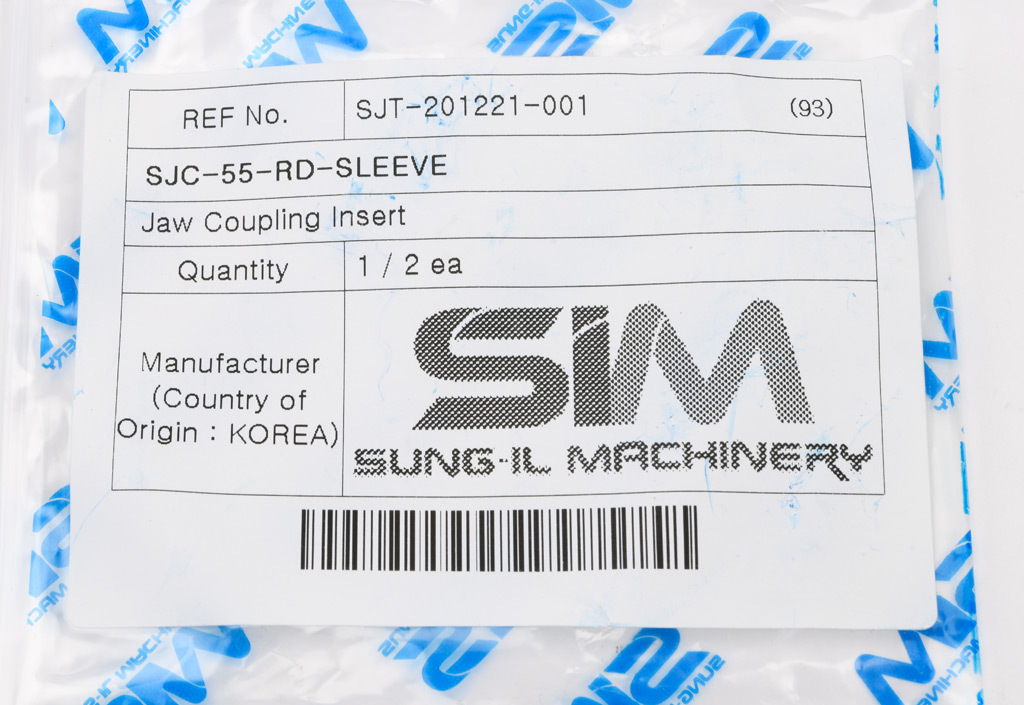 REF No. SJT-201221-001 (93)
SJC-55-RD-SLEEVE
Jaw Coupling Insert
Quantity 1 / 2 ea
Manufacturer
(Country of
Origin : KOREA)
SIM
SUNG-IL MACHINERY